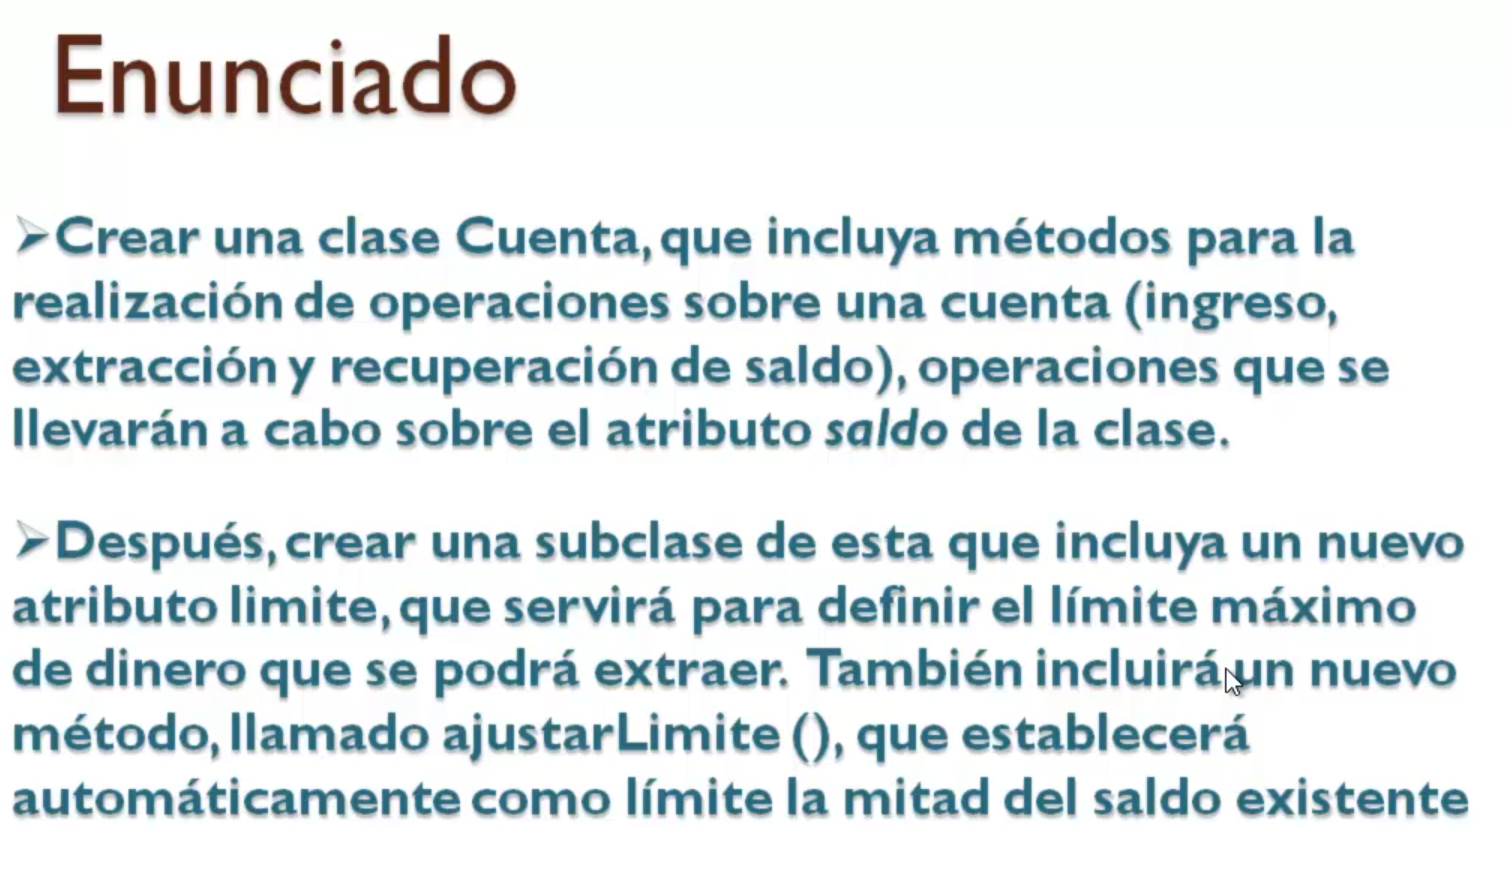 Enunciado
➢Crear una clase Cuenta, que incluya métodos para la
realización de operaciones sobre una cuenta (ingreso,
extracción y recuperación de saldo), operaciones que se
llevarán a cabo sobre el atributo saldo de la clase.
➢Después, crear una subclase de esta que incluya un nuevo
atributo limite, que servirá para definir el límite máximo
de dinero que se podrá extraer. También incluirá un nuevo
método, llamado ajustarLimite (), que establecerá
automáticamente como límite la mitad del saldo existente